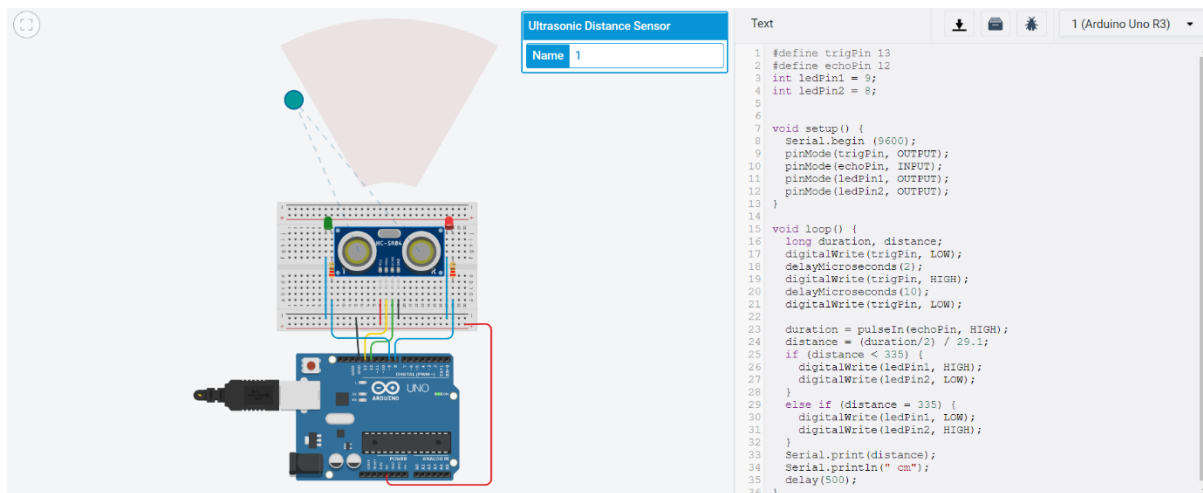 Ultrasonic Distance Sensor
Name 1
Text
1 (Arduino Uno R3)
1 #define trigPin 13
2 #define echoPin 12
3 int ledPin1 = 9;
4 int ledPin2 = 8;
5
6
7 void setup() {
8 Serial.begin (9600);
9 pinMode(trigPin, OUTPUT);
10 pinMode(echoPin, INPUT);
11 pinMode(ledPin1, OUTPUT);
12 pinMode(ledPin2, OUTPUT);
13 }
14
15 void loop() {
16 long duration, distance;
17 digitalWrite(trigPin, LOW);
18 delayMicroseconds(2);
19 digitalWrite(trigPin, HIGH);
20 delayMicroseconds(10);
21 digitalWrite(trigPin, LOW);
22
23 duration = pulseIn(echoPin, HIGH);
24 distance = (duration/2) / 29.1;
25 if (distance < 335) {
26 digitalWrite(ledPin1, HIGH);
27 digitalWrite(ledPin2, LOW);
28 }
29 else if (distance = 335) {
30 digitalWrite(ledPin1, LOW);
31 digitalWrite(ledPin2, HIGH);
32 }
33 Serial.print(distance);
34 Serial.println(" cm");
35 delay(500);
36 }
HC-SR04
DIGITAL (PWM~)
UNO
ARDUINO
POWER
ANALOG IN